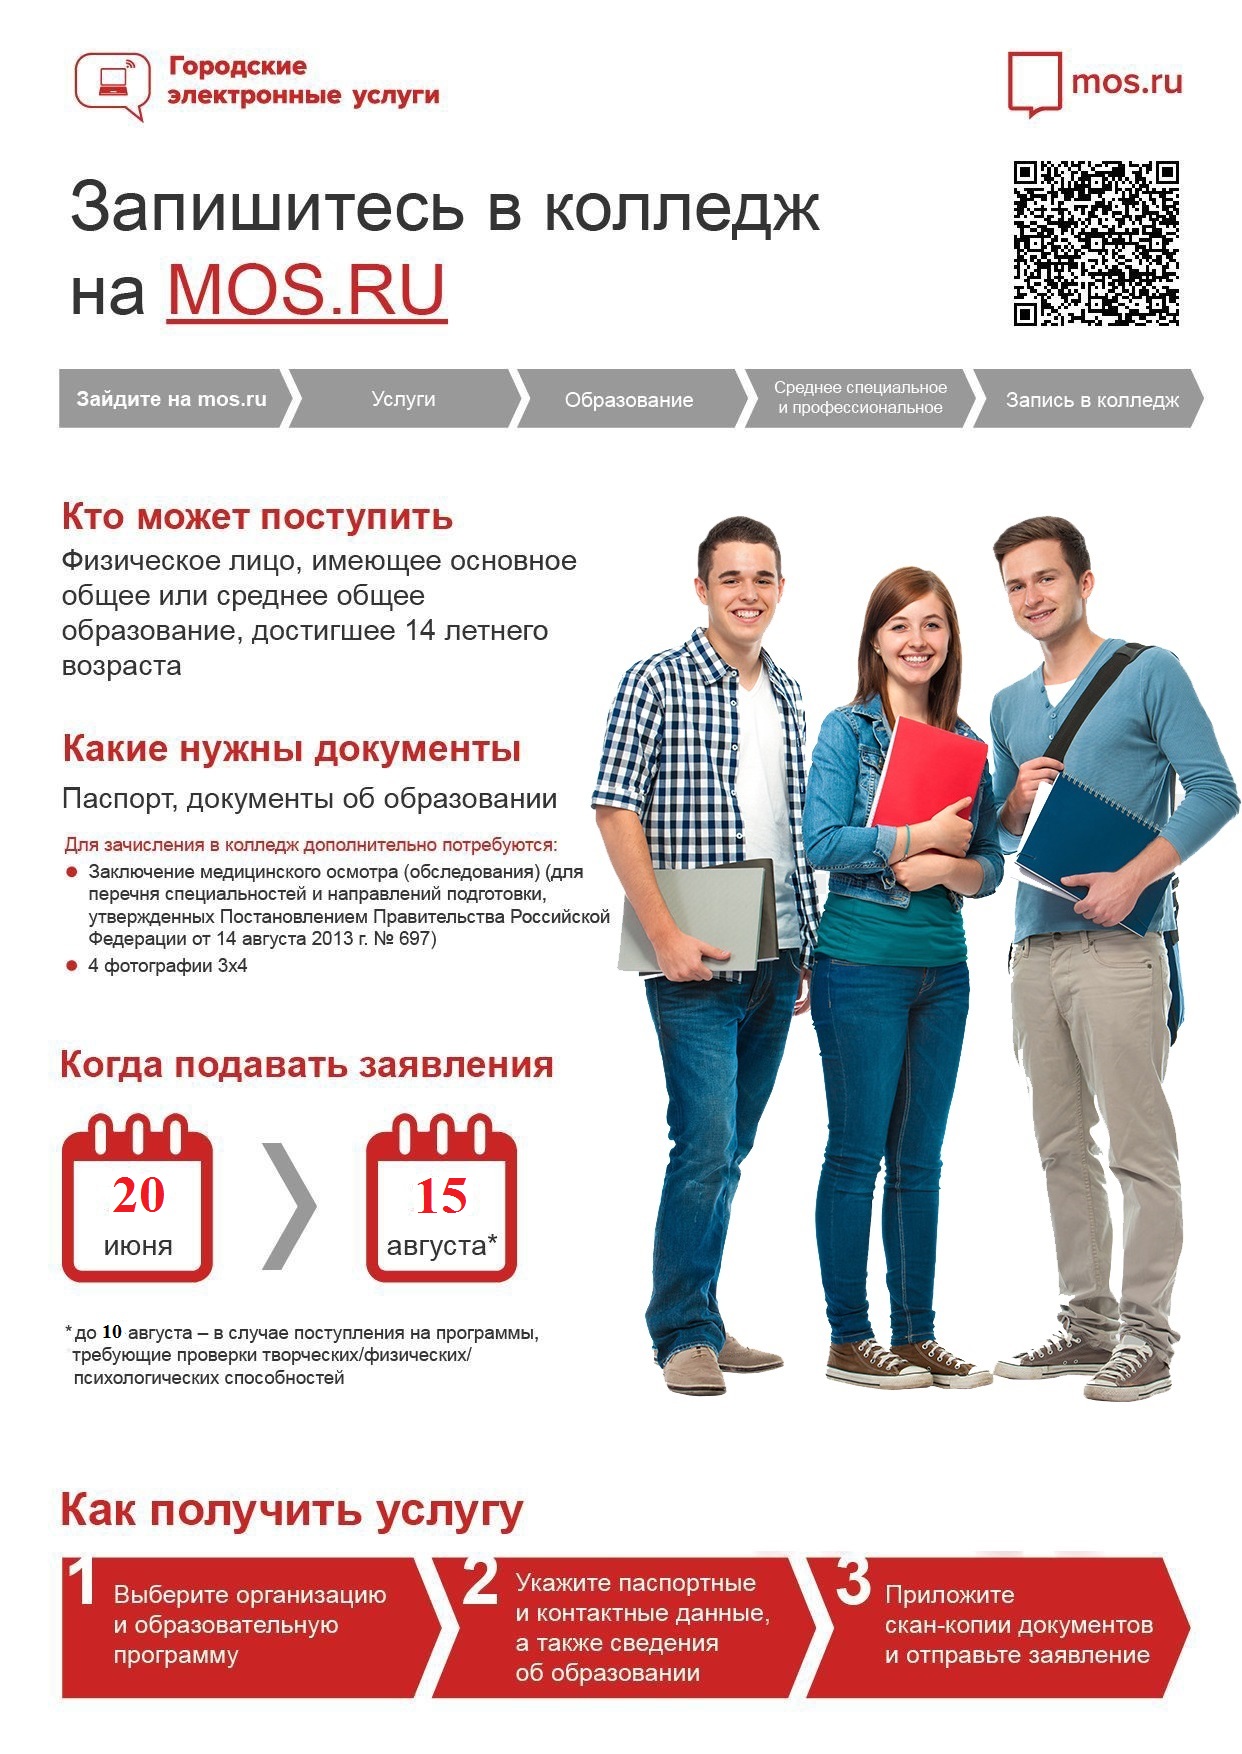 Городские
электронные услуги
mos.ru
Запишитесь в колледж
на MOS.RU
Зайдите на mos.ru
Услуги
Образование
Среднее специальное
и профессиональное
Запись в колледж
Кто может поступить
Физическое лицо, имеющее основное
общее или среднее общее
образование, достигшее 14 летнего
возраста
Какие нужны документы
Паспорт, документы об образовании
Для зачисления в колледж дополнительно потребуются:
● Заключение медицинского осмотра (обследования) (для
перечня специальностей и направлений подготовки,
утвержденных Постановлением Правительства Российской
Федерации от 14 августа 2013 г. № 697)
● 4 фотографии 3х4
Когда подавать заявления
20
июня
15
августа*
* до 10 августа – в случае поступления на программы,
требующие проверки творческих/физических/
психологических способностей
Как получить услугу
1
Выберите организацию
и образовательную
программу
2
Укажите паспортные
и контактные данные,
а также сведения
об образовании
3
Приложите
скан-копии документов
и отправьте заявление